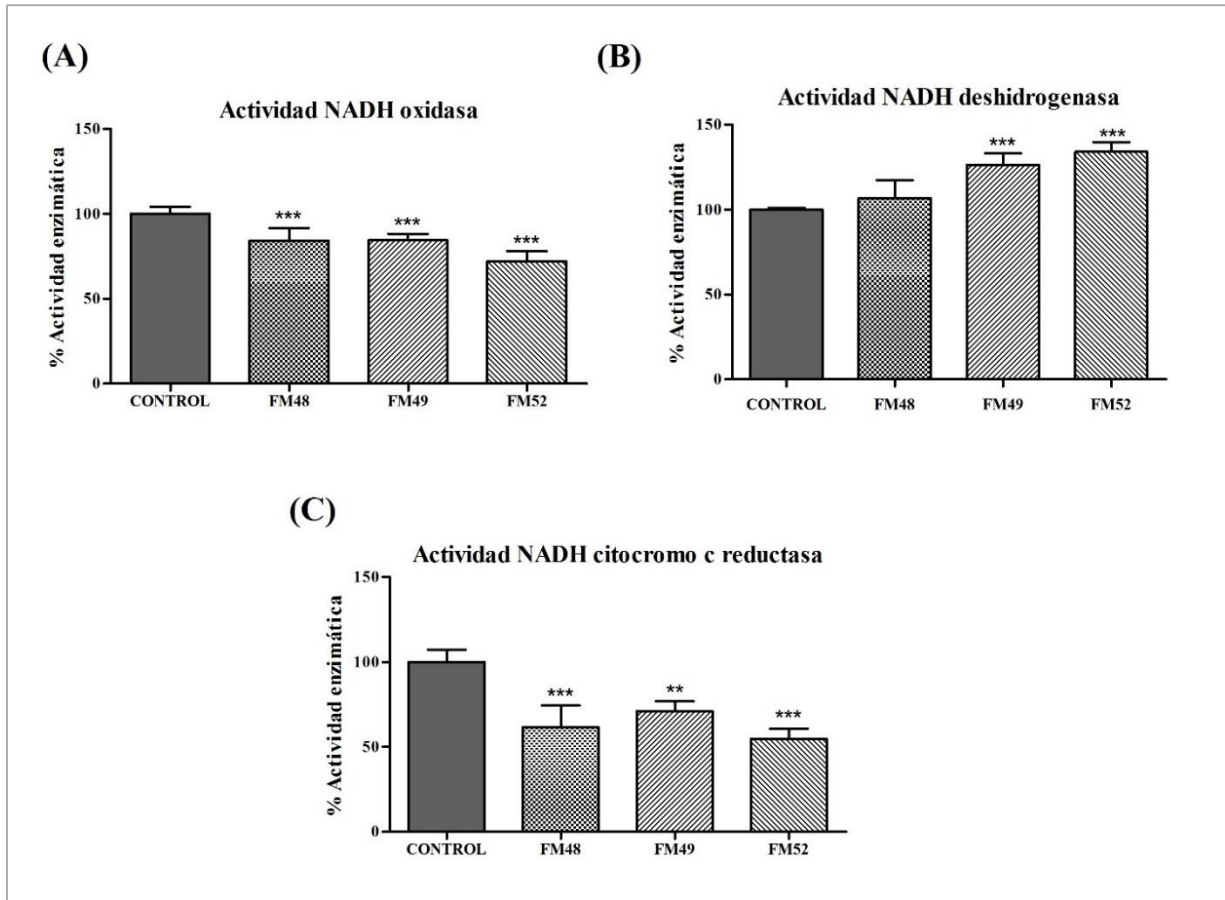 (A)
Actividad NADH oxidasa
% Actividad enzimática
150
100
50
0
***
***
***
CONTROL FM48 FM49 FM52
(B)
Actividad NADH deshidrogenasa
% Actividad enzimática
150
100
50
0
***
***
CONTROL FM48 FM49 FM52
(C)
Actividad NADH citocromo c reductasa
% Actividad enzimática
150
100
50
0
***
**
***
CONTROL FM48 FM49 FM52